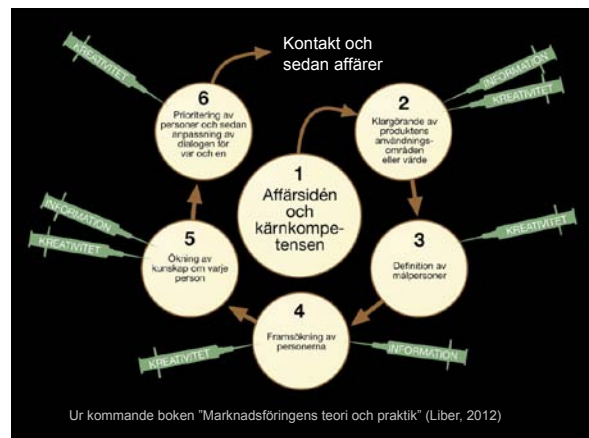 Kontakt och
sedan affärer
1
Affärsidén
och
kärnkompe-
tensen
2
Klargörande av
produktens
användnings-
områden
eller värde
INFORMATION
KREATIVITET
3
Definition av
målpersoner
KREATIVITET
4
Framsökning av
personerna
KREATIVITET
INFORMATION
5
Ökning av
kunskap om varje
person
INFORMATION
KREATIVITET
6
Prioritering av
personer och sedan
anpassning av
dialogen för
var och en
KREATIVITET
Ur kommande boken "Marknadsföringens teori och praktik" (Liber, 2012)